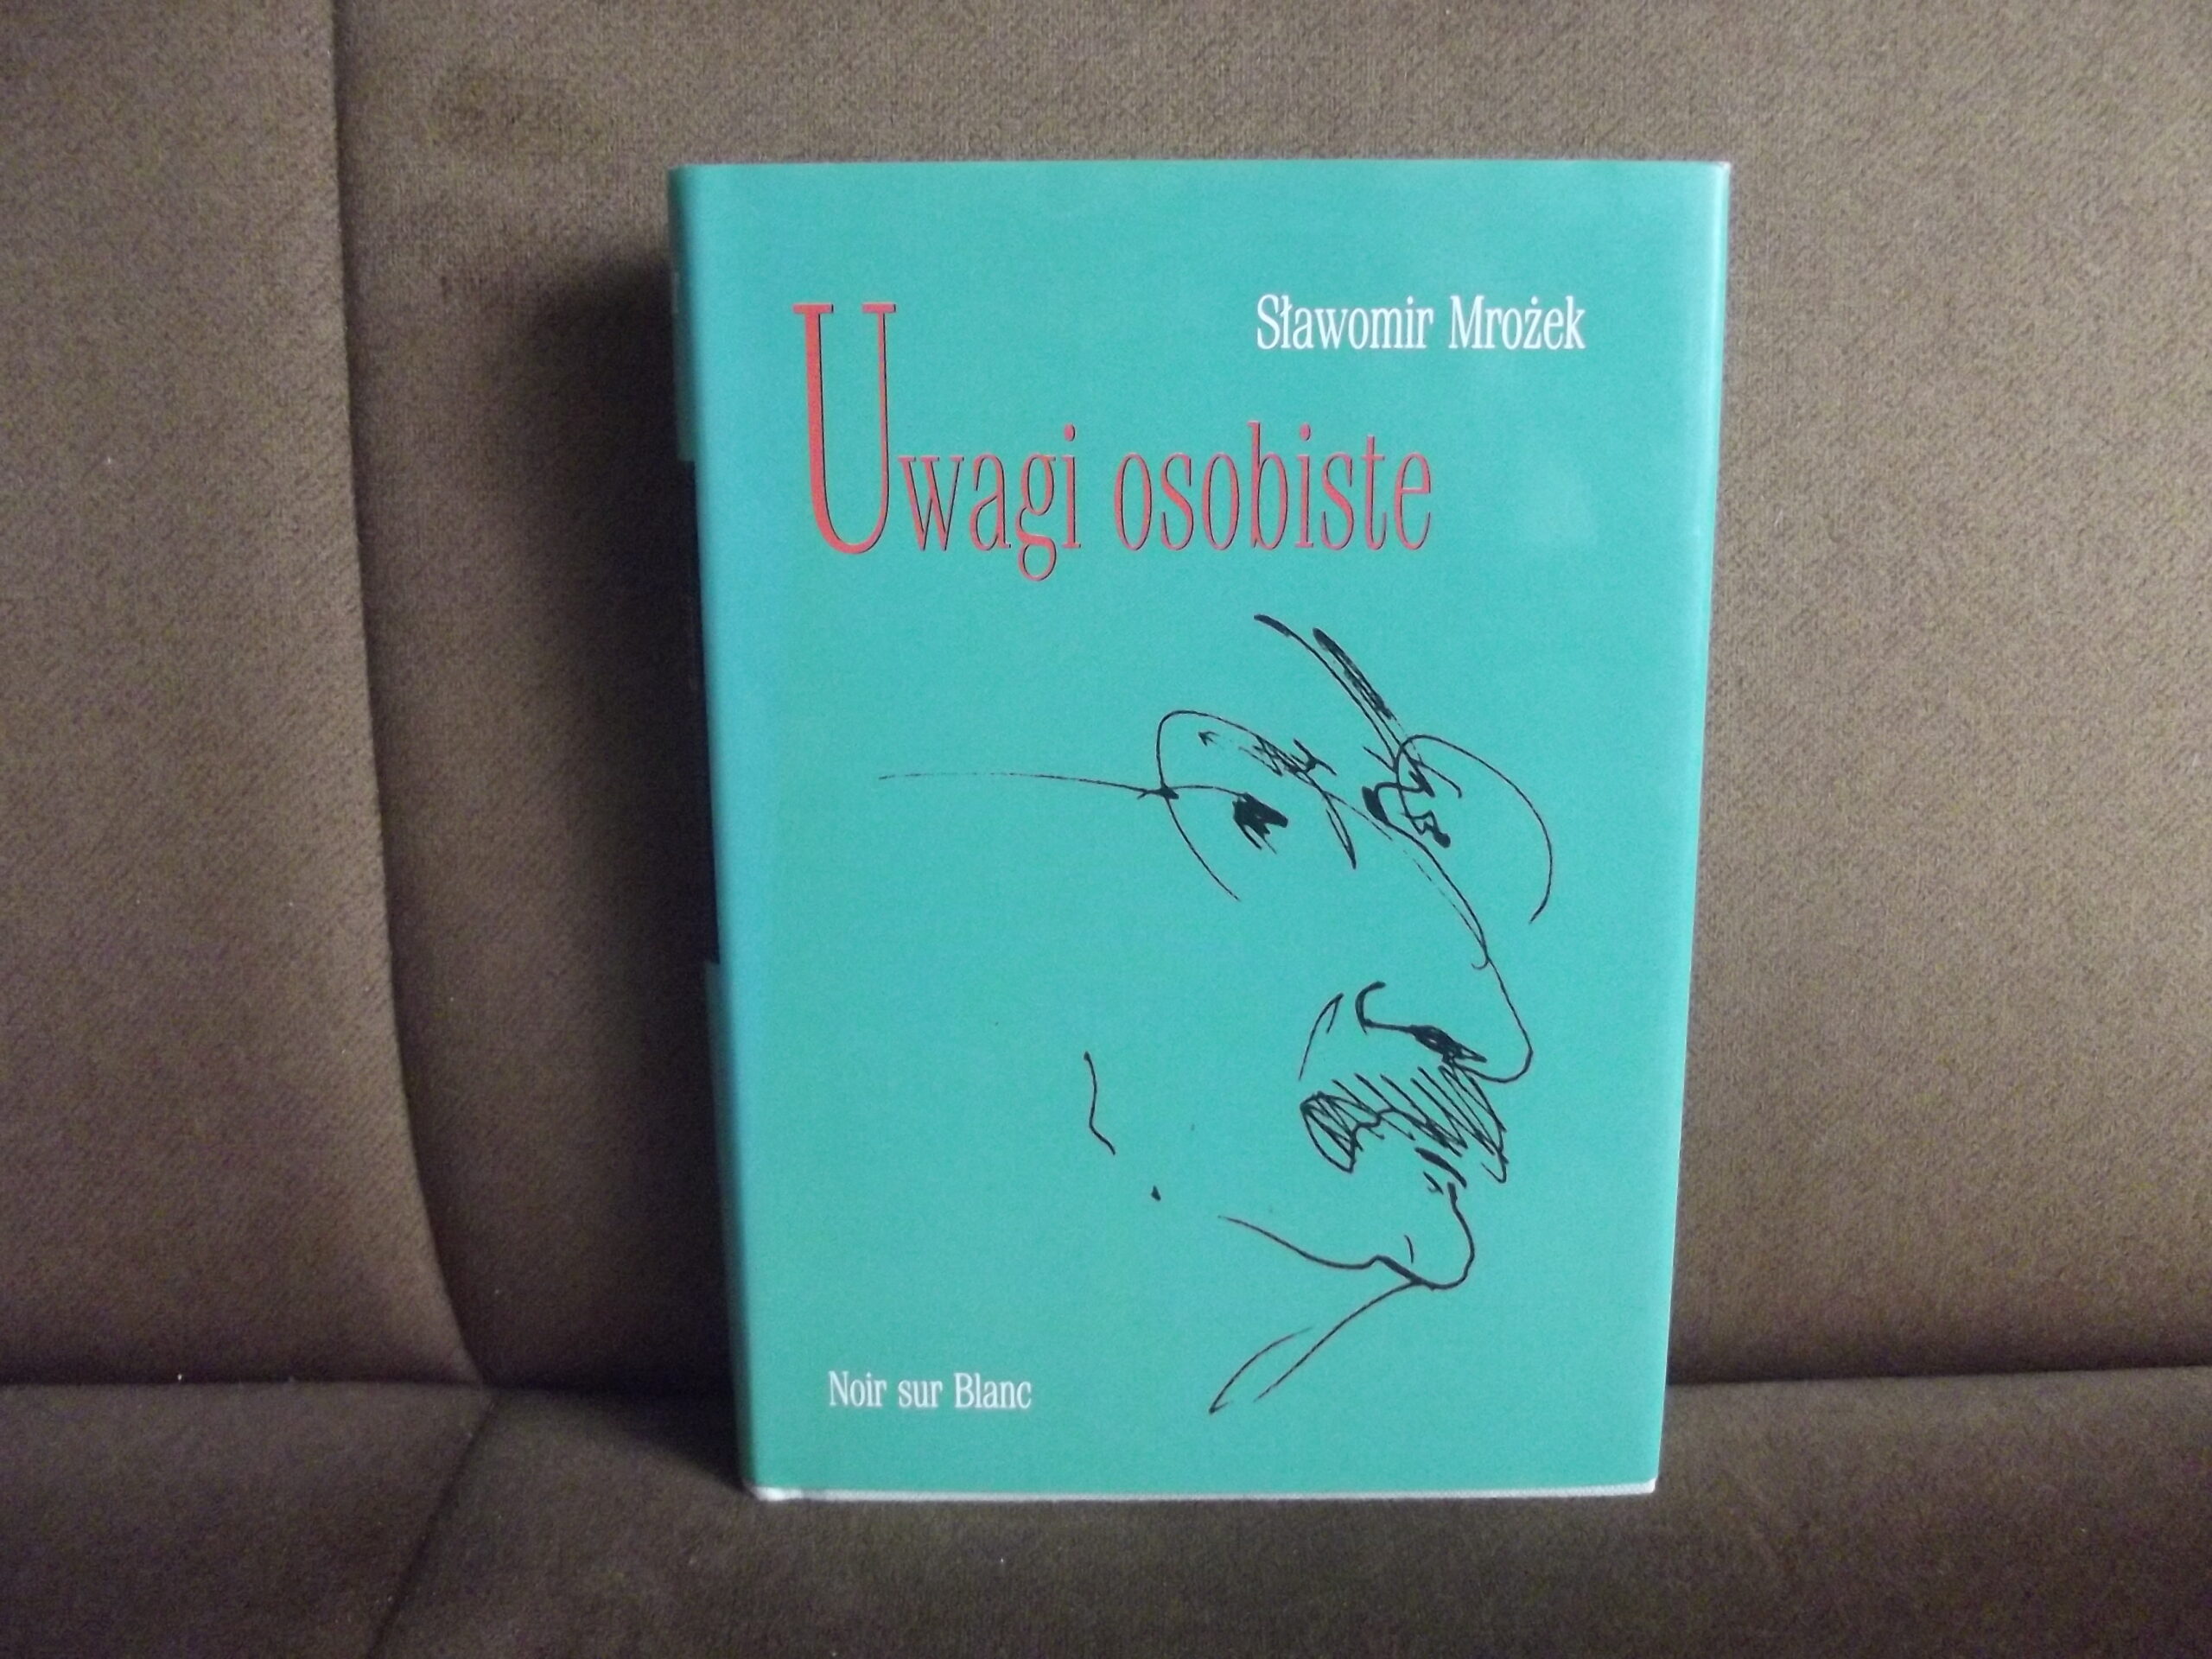 Sławomir Mrożek
Uwagi osobiste
Noir sur Blanc